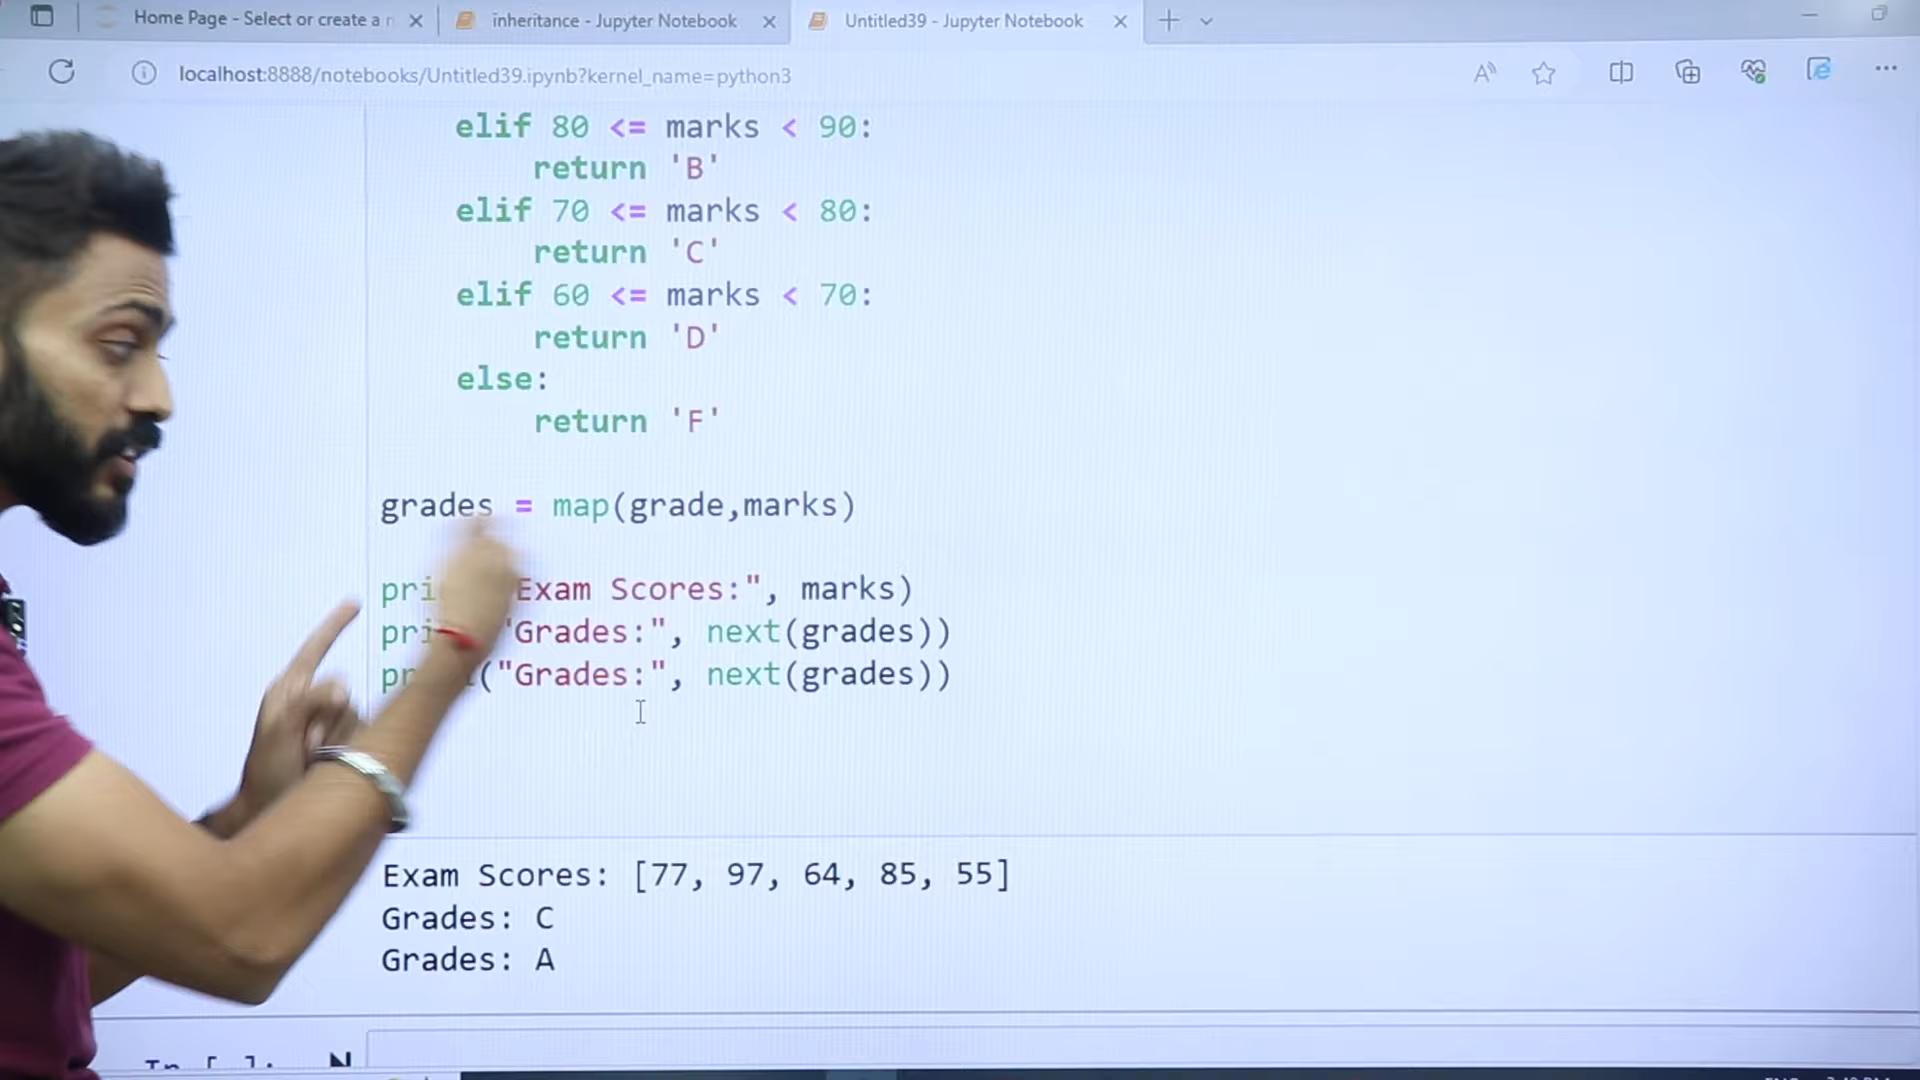 Home Page - Select or create a n
inheritance - Jupyter Notebook
Untitled39 - Jupyter Notebook
localhost:8888/notebooks/Untitled39.ipynb?kernel_name=python3
elif 80 <= marks < 90:
return 'B'
elif 70 <= marks < 80:
return 'C'
elif 60 <= marks < 70:
return 'D'
else:
return 'F'
grades = map(grade,marks)
pri Exam Scores:", marks)
pri "Grades:", next(grades))
pr ("Grades:", next(grades))
Exam Scores: [77, 97, 64, 85, 55]
Grades: C
Grades: A
In [ ]: